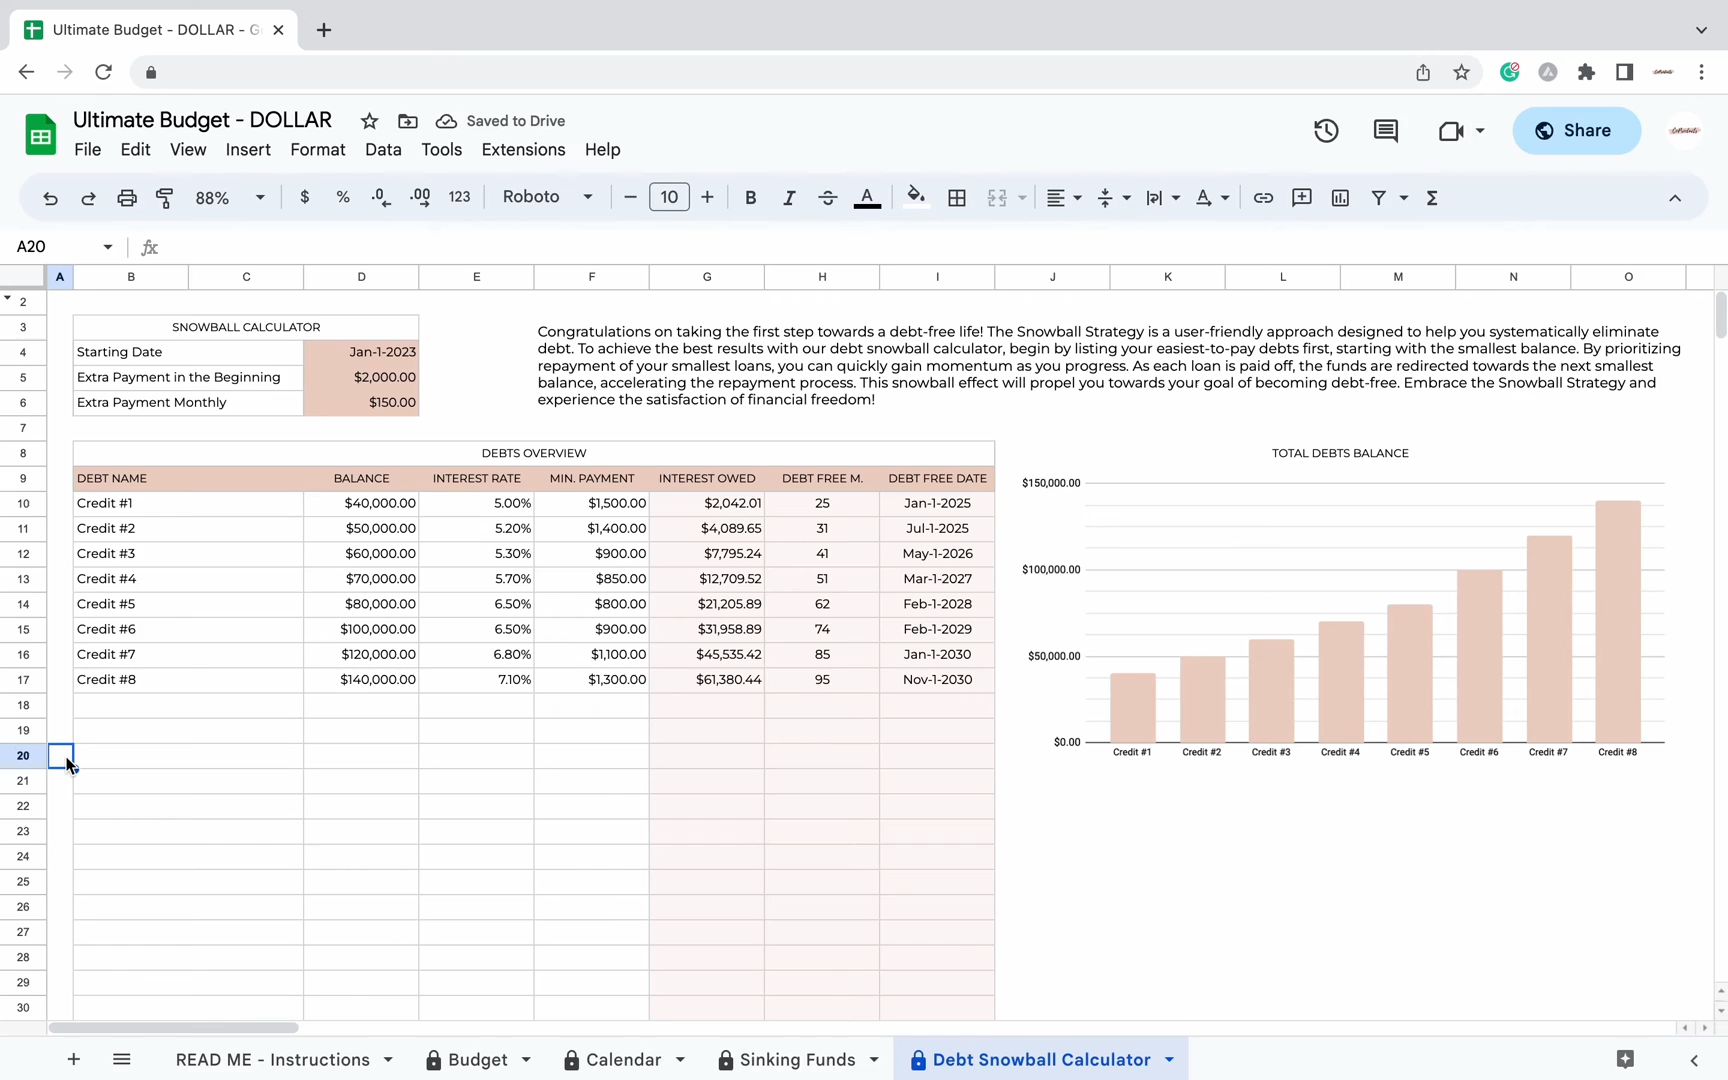 Ultimate Budget - DOLLAR - G
Ultimate Budget - DOLLAR
Saved to Drive
Share
File Edit View Insert Format Data Tools Extensions Help
88% $ % .0 .00 123 Roboto 10 B I A Σ
A20 fx
A B C D E F G H I J K L M N O
2
3 SNOWBALL CALCULATOR
4 Starting Date Jan-1-2023
5 Extra Payment in the Beginning $2,000.00
6 Extra Payment Monthly $150.00
Congratulations on taking the first step towards a debt-free life! The Snowball Strategy is a user-friendly approach designed to help you systematically eliminate
debt. To achieve the best results with our debt snowball calculator, begin by listing your easiest-to-pay debts first, starting with the smallest balance. By prioritizing
repayment of your smallest loans, you can quickly gain momentum as you progress. As each loan is paid off, the funds are redirected towards the next smallest
balance, accelerating the repayment process. This snowball effect will propel you towards your goal of becoming debt-free. Embrace the Snowball Strategy and
experience the satisfaction of financial freedom!
7
8 DEBTS OVERVIEW
9 DEBT NAME BALANCE INTEREST RATE MIN. PAYMENT INTEREST OWED DEBT FREE M. DEBT FREE DATE
10 Credit #1 $40,000.00 5.00% $1,500.00 $2,042.01 25 Jan-1-2025
11 Credit #2 $50,000.00 5.20% $1,400.00 $4,089.65 31 Jul-1-2025
12 Credit #3 $60,000.00 5.30% $900.00 $7,795.24 41 May-1-2026
13 Credit #4 $70,000.00 5.70% $850.00 $12,709.52 51 Mar-1-2027
14 Credit #5 $80,000.00 6.50% $800.00 $21,205.89 62 Feb-1-2028
15 Credit #6 $100,000.00 6.50% $900.00 $31,958.89 74 Feb-1-2029
16 Credit #7 $120,000.00 6.80% $1,100.00 $45,535.42 85 Jan-1-2030
17 Credit #8 $140,000.00 7.10% $1,300.00 $61,380.44 95 Nov-1-2030
18
19
20
21
22
23
24
25
26
27
28
29
30
TOTAL DEBTS BALANCE
$150,000.00
$100,000.00
$50,000.00
$0.00
Credit #1 Credit #2 Credit #3 Credit #4 Credit #5 Credit #6 Credit #7 Credit #8
READ ME - Instructions Budget Calendar Sinking Funds Debt Snowball Calculator